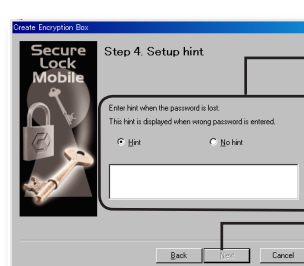 Create Encryption Box
Secure
Lock
Mobile
Step 4. Setup hint
Enter hint when the password is lost.
This hint is displayed when wrong password is entered.
Hint
No hint
Back
Next
Cancel